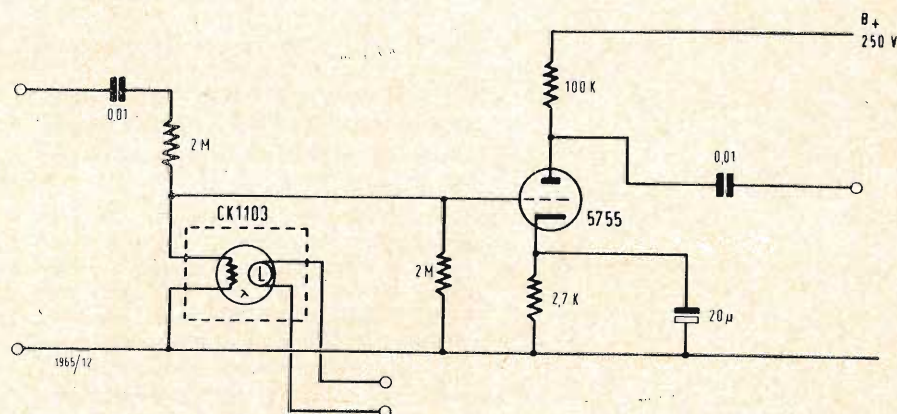 B+
250 V
100 K
0,01
2 M
0,01
CK1103
5755
L
λ
2 M
2,7 K
20 µ
1965/12